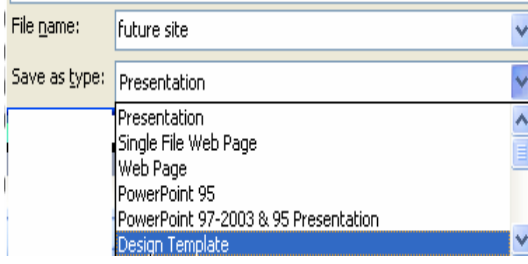 File name: future site
Save as type: Presentation
Presentation
Single File Web Page
Web Page
PowerPoint 95
PowerPoint 97-2003 & 95 Presentation
Design Template